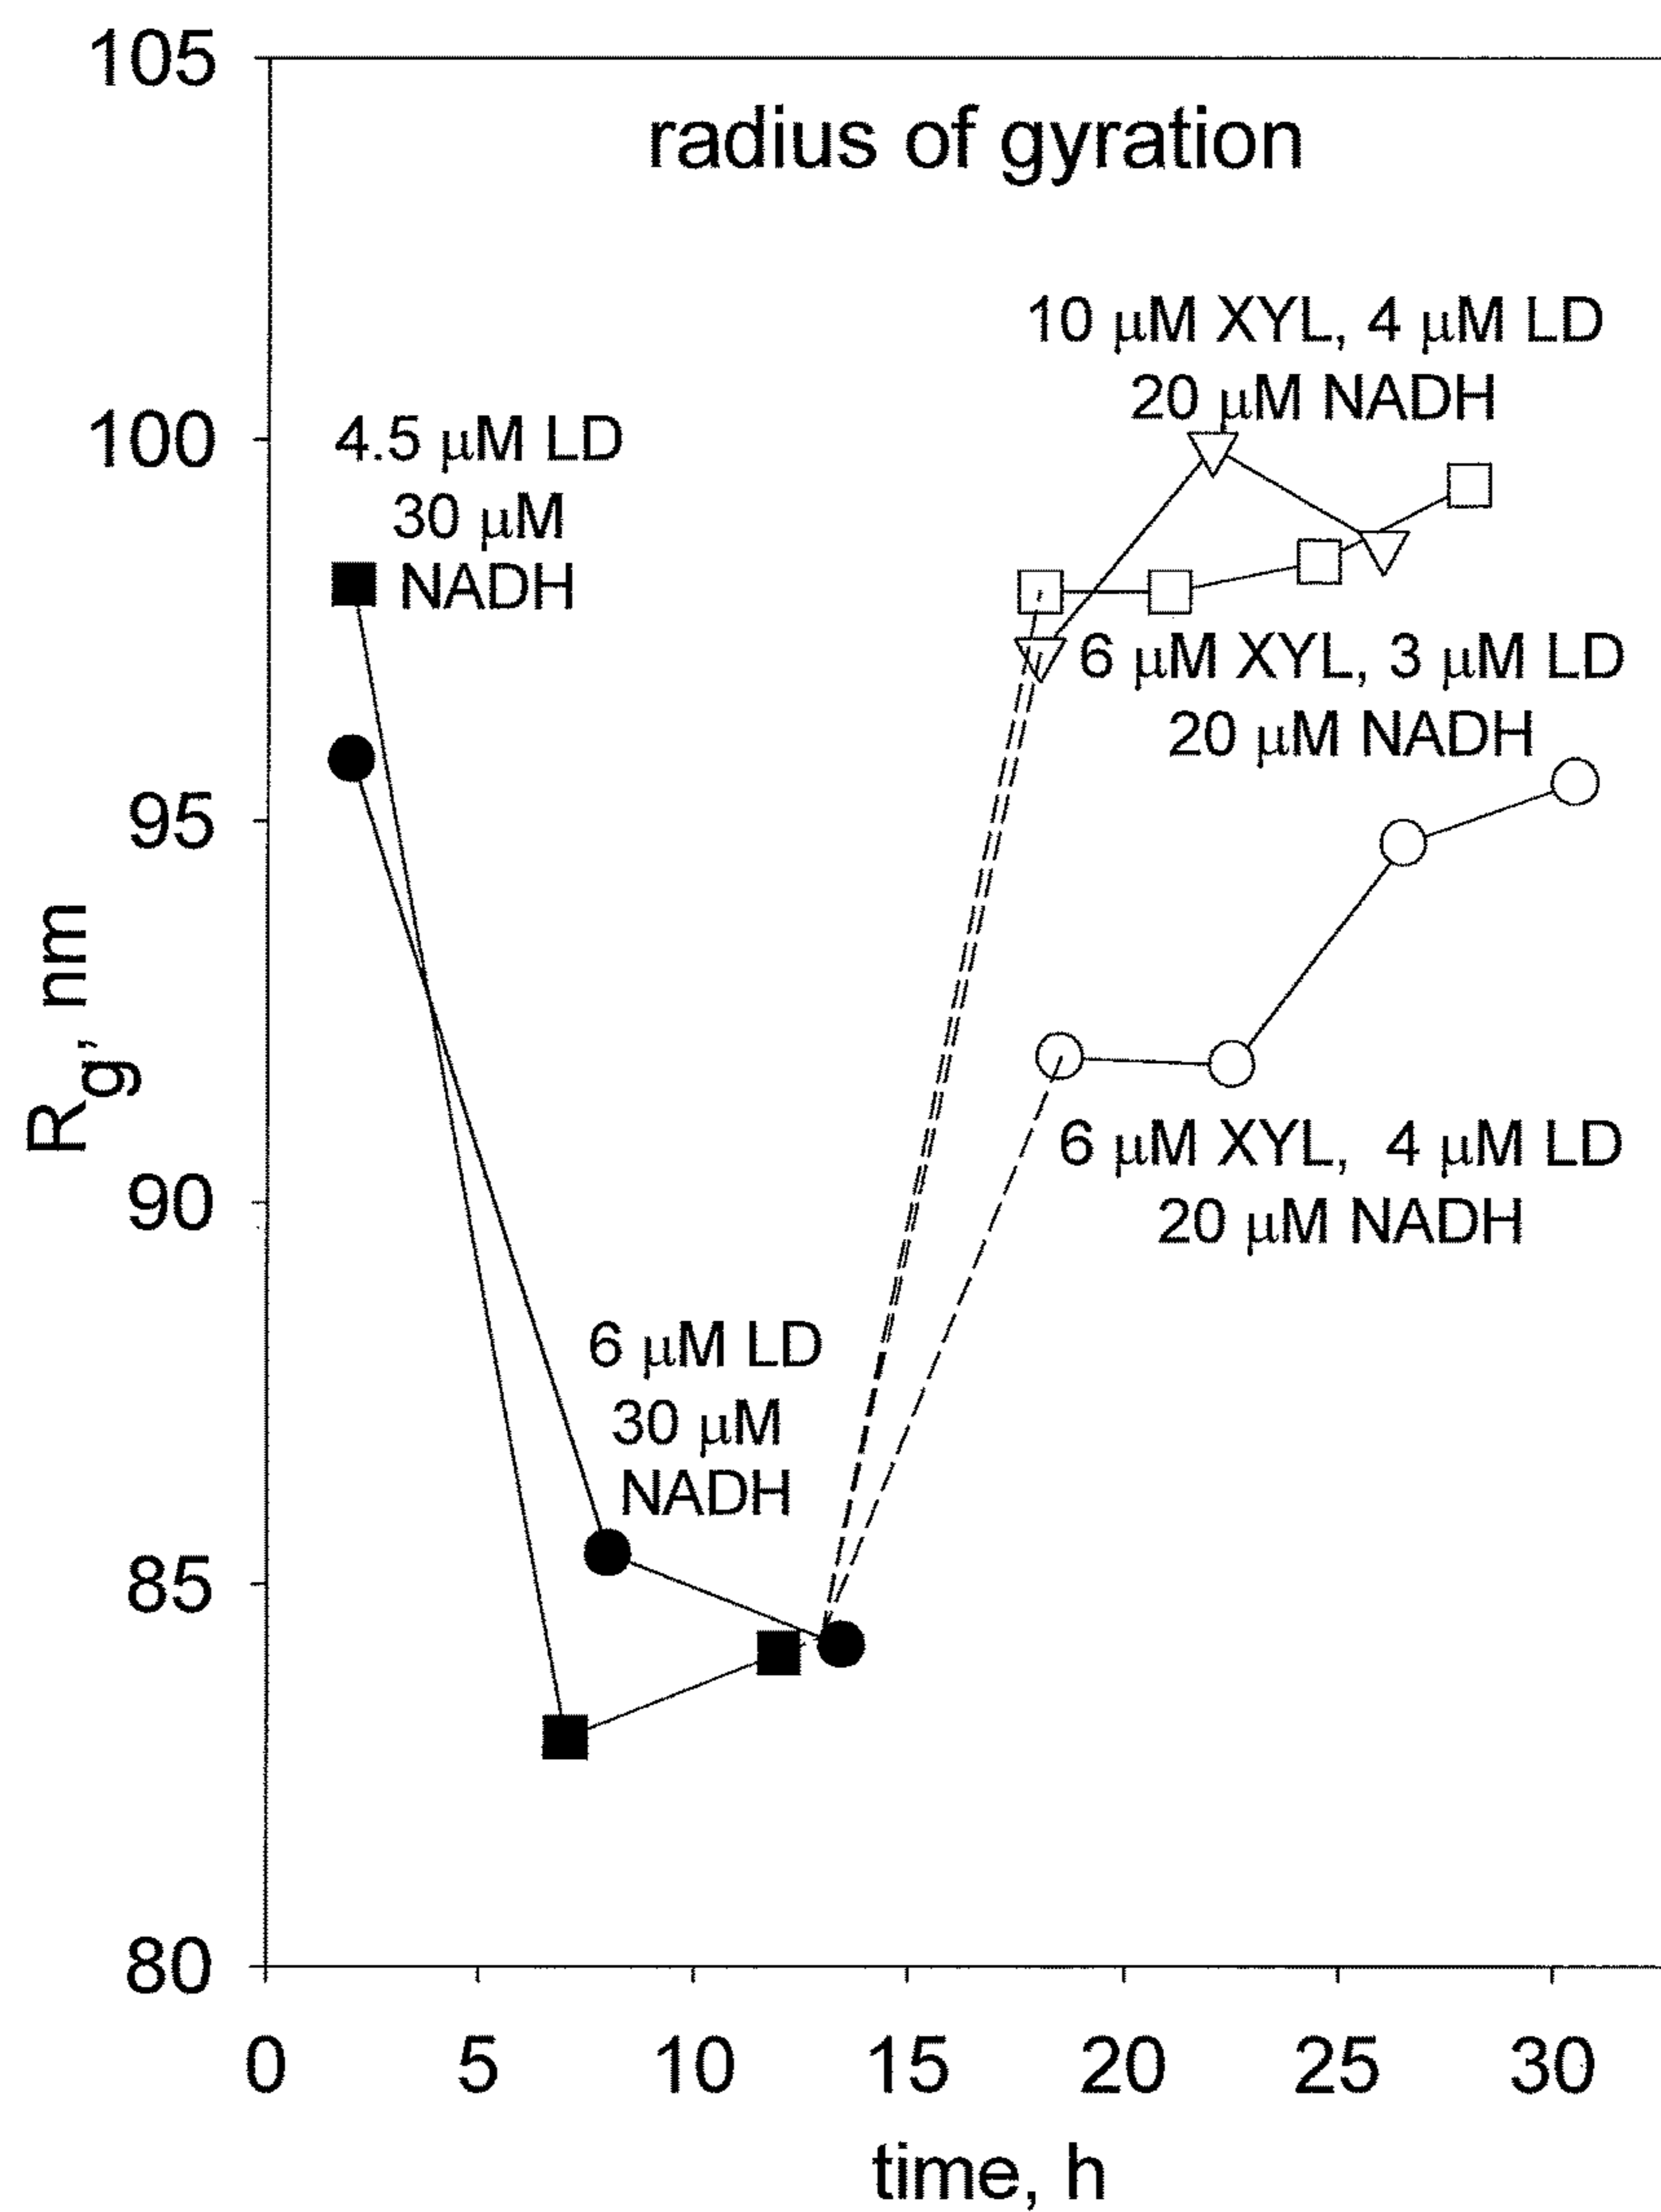 radius of gyration
105
100
95
90
85
80
Rg, nm
4.5 μM LD
30 μM
NADH
10 μM XYL, 4 μM LD
20 μM NADH
6 μM XYL, 3 μM LD
20 μM NADH
6 μM XYL, 4 μM LD
20 μM NADH
6 μM LD
30 μM
NADH
0 5 10 15 20 25 30
time, h